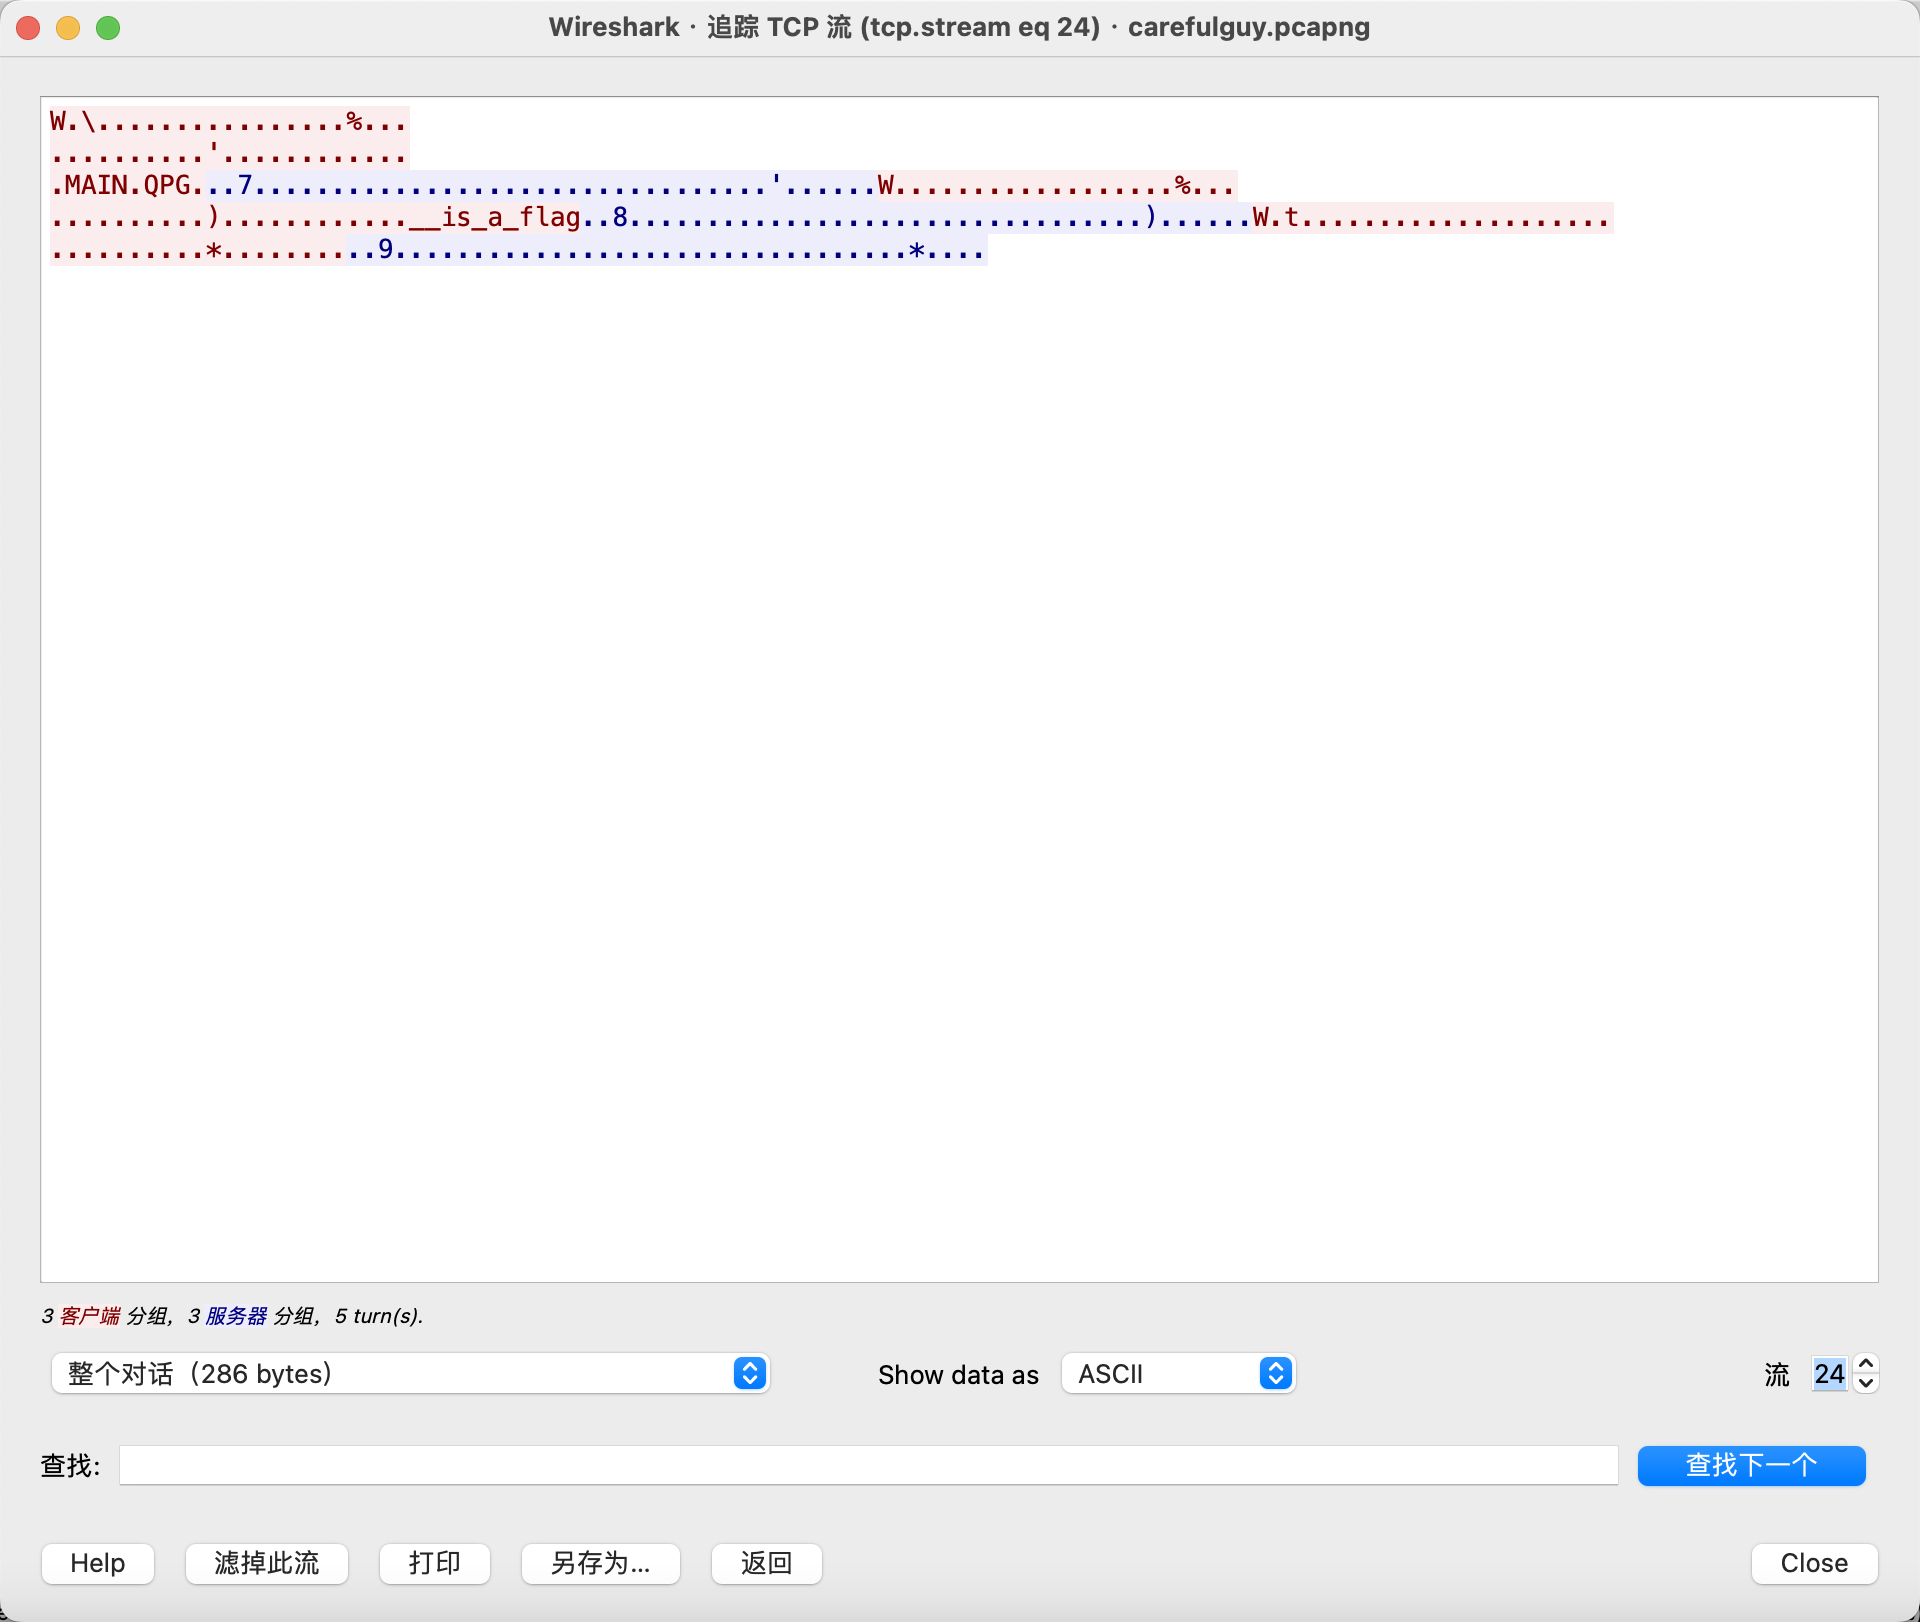 Wireshark · 追踪 TCP 流 (tcp.stream eq 24) · carefulguy.pcapng
W.\................%...
..........'............
.MAIN.QPG...7.................................'......W..................%...
..........)............__is_a_flag..8.................................)......W.t....................
..........*..........9.................................*....
3 客户端 分组, 3 服务器 分组, 5 turn(s).
整个对话 (286 bytes)
Show data as
ASCII
流
24
查找:
查找下一个
Help
滤掉此流
打印
另存为...
返回
Close